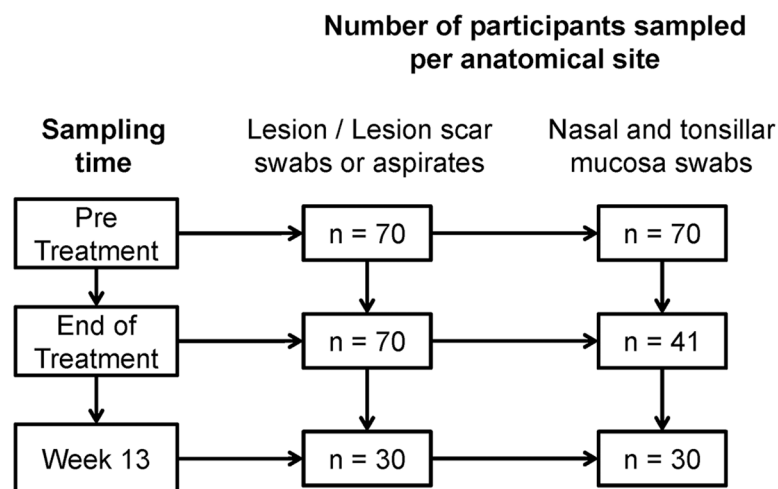 Number of participants sampled
per anatomical site
Sampling
time
Lesion / Lesion scar
swabs or aspirates
Nasal and tonsillar
mucosa swabs
Pre
Treatment
n = 70
n = 70
End of
Treatment
n = 70
n = 41
Week 13
n = 30
n = 30